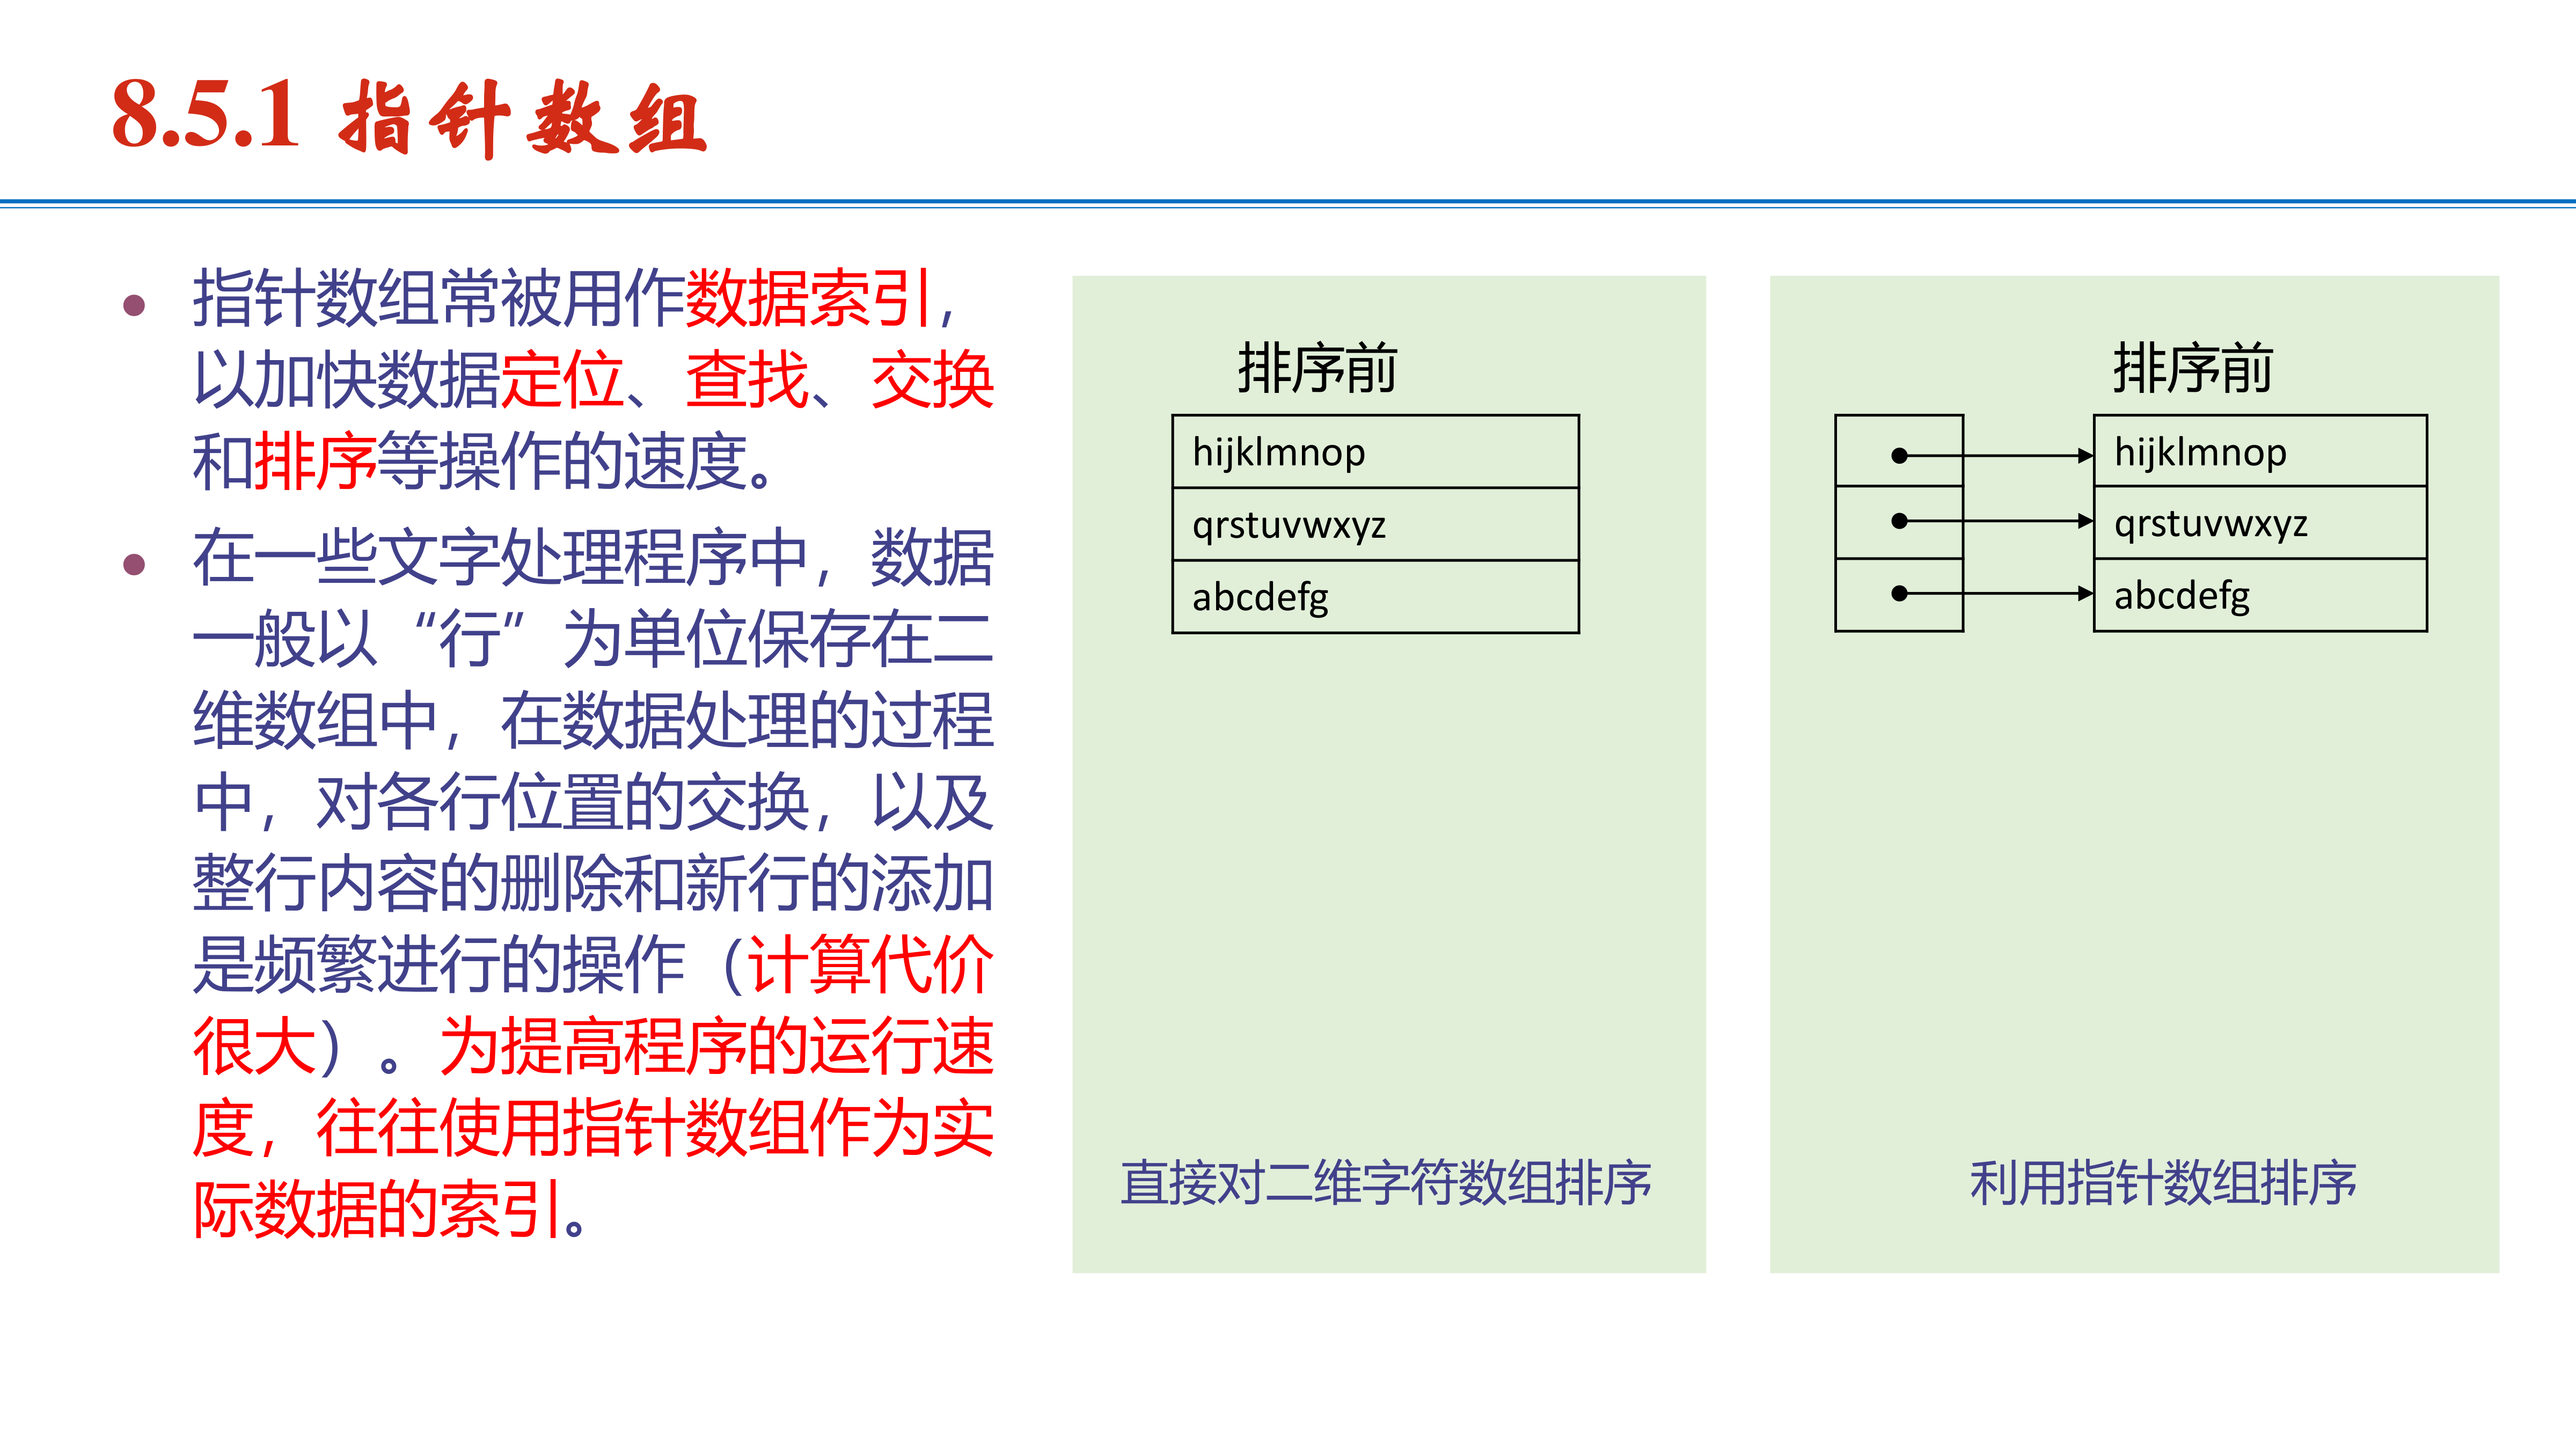 8.5.1 指针数组
指针数组常被用作数据索引，
以加快数据定位、查找、交换
和排序等操作的速度。
在一些文字处理程序中，数据
一般以“行”为单位保存在二
维数组中，在数据处理的过程
中，对各行位置的交换，以及
整行内容的删除和新行的添加
是频繁进行的操作（计算代价
很大）。为提高程序的运行速
度，往往使用指针数组作为实
际数据的索引。
排序前
hijklmnop
qrstuvwxyz
abcdefg
直接对二维字符数组排序
排序前
hijklmnop
qrstuvwxyz
abcdefg
利用指针数组排序